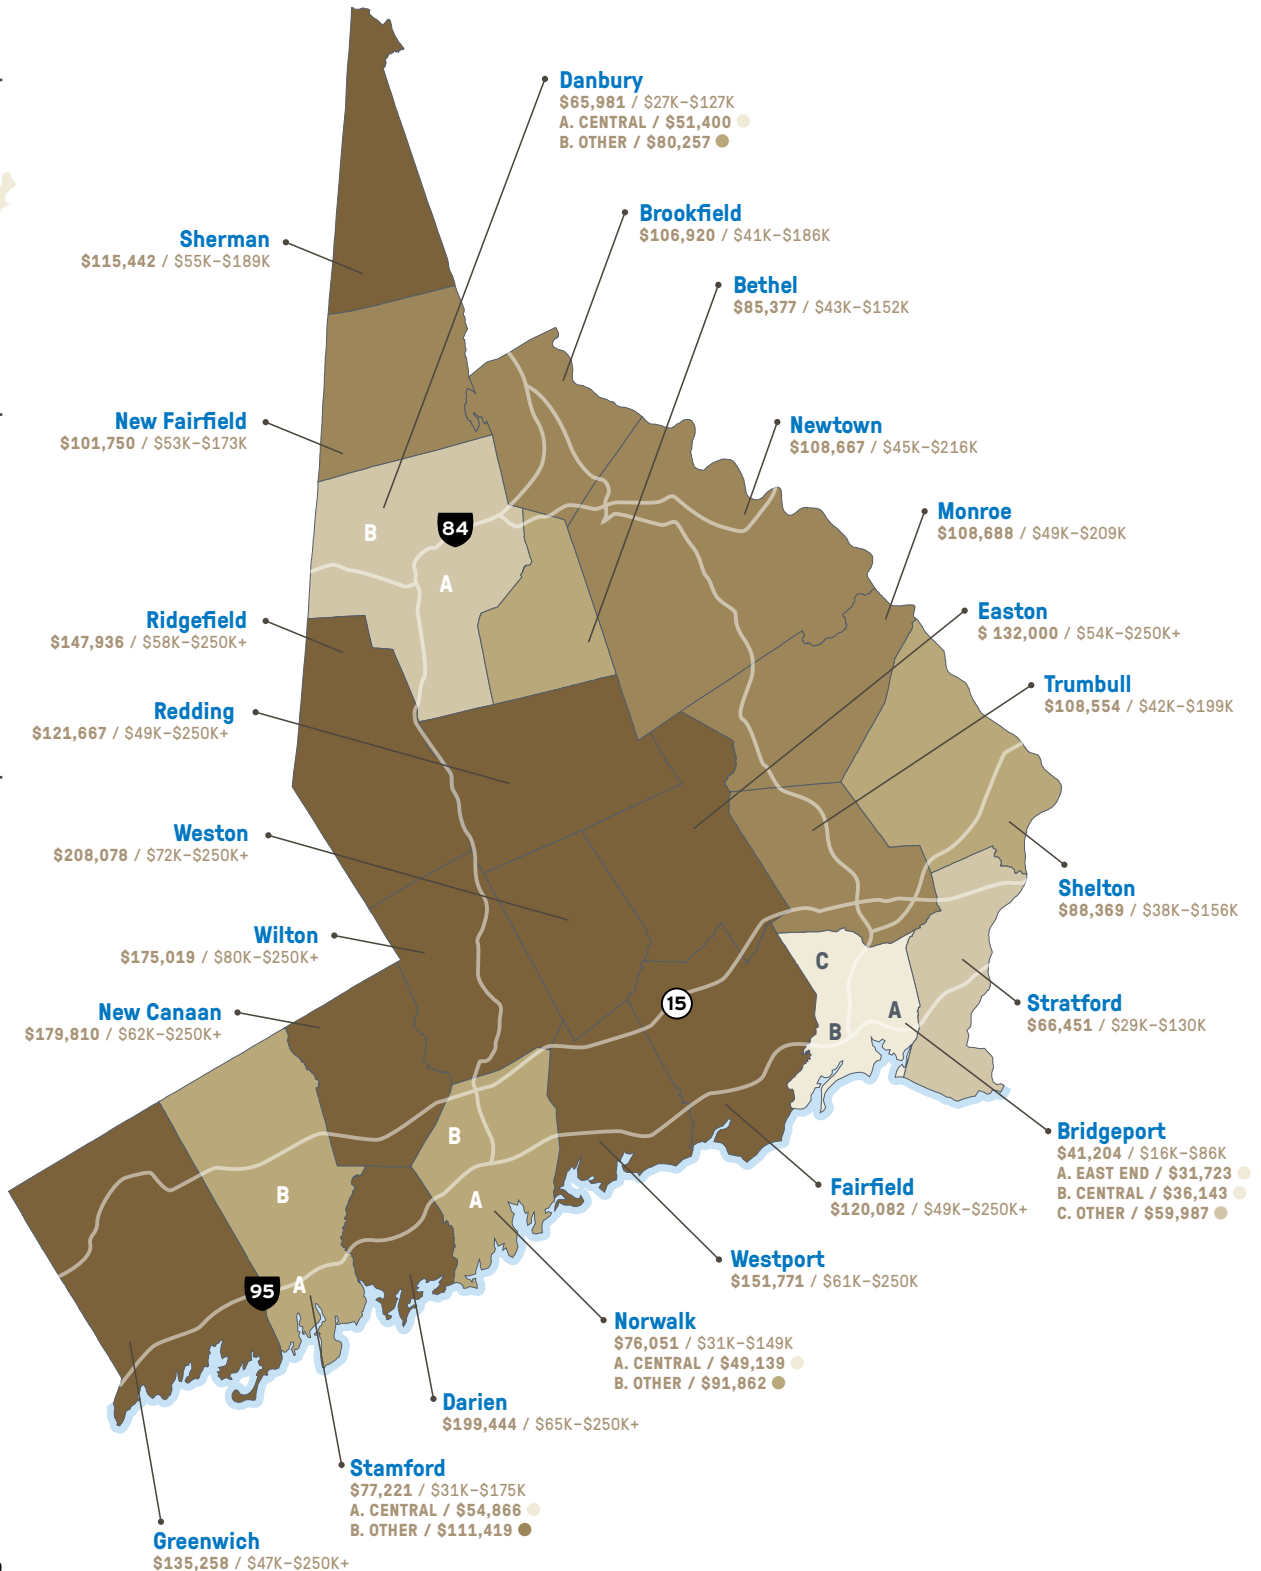 Danbury
$65,981 / $27K–$127K
A. CENTRAL / $51,400
B. OTHER / $80,257
Brookfield
$106,920 / $41K–$186K
Sherman
$115,442 / $55K–$189K
Bethel
$85,377 / $43K–$152K
New Fairfield
$101,750 / $53K–$173K
Newtown
$108,667 / $45K–$216K
Monroe
$108,688 / $49K–$209K
B
84
A
Ridgefield
$147,936 / $58K–$250K+
Easton
$ 132,000 / $54K–$250K+
Trumbull
$108,554 / $42K–$199K
Redding
$121,667 / $49K–$250K+
Weston
$208,078 / $72K–$250K+
Shelton
$88,369 / $38K–$156K
Wilton
$175,019 / $80K–$250K+
C
New Canaan
$179,810 / $62K–$250K+
15
A
B
Stratford
$66,451 / $29K–$130K
Bridgeport
$41,204 / $16K–$86K
A. EAST END / $31,723
B. CENTRAL / $36,143
C. OTHER / $59,987
B
A
B
Fairfield
$120,082 / $49K–$250K+
Westport
$151,771 / $61K–$250K
95
A
Norwalk
$76,051 / $31K–$149K
A. CENTRAL / $49,139
B. OTHER / $91,862
Darien
$199,444 / $65K–$250K+
Stamford
$77,221 / $31K–$175K
A. CENTRAL / $54,866
B. OTHER / $111,419
Greenwich
$135,258 / $47K–$250K+